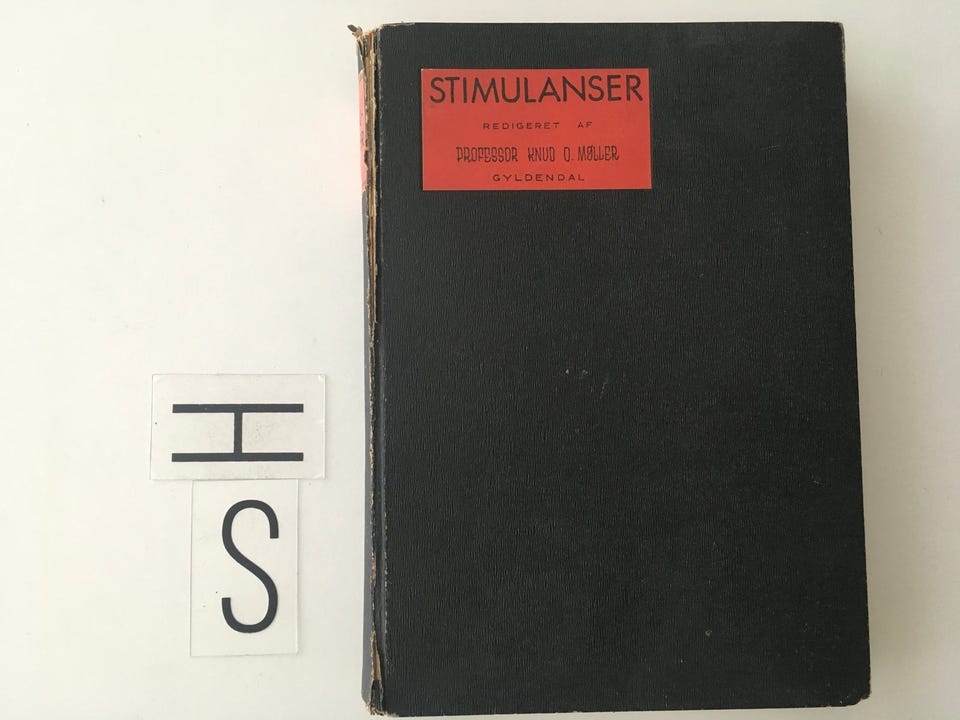 STIMULANSER
REDIGERET AF
PROFESSOR KNUD O. MØLLER
GYLDENDAL
H
S